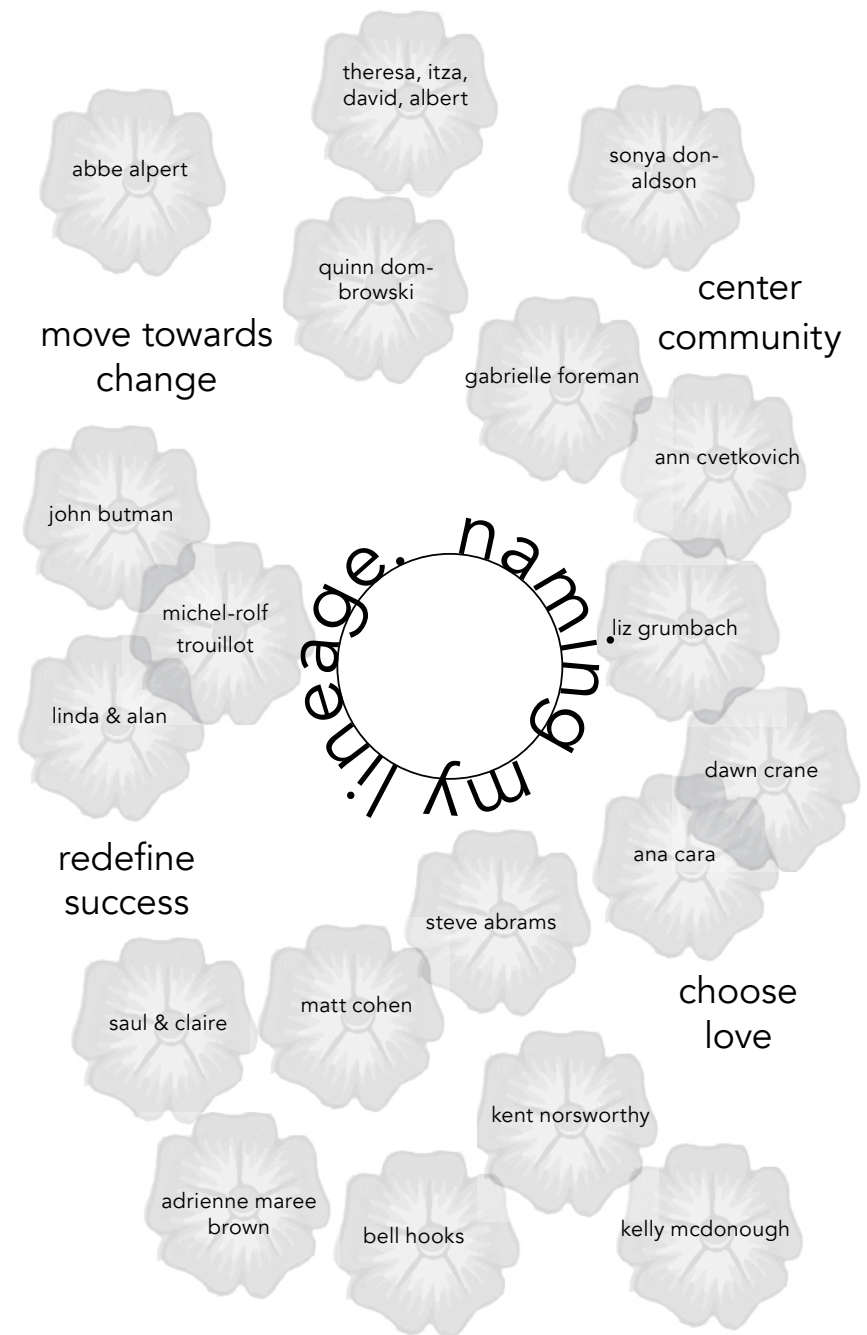 theresa, itza,
david, albert
abbe alpert
sonya don-
aldson
quinn dom-
browski
center
community
move towards
change
gabrielle foreman
ann cvetkovich
john butman
naming my lineage.
michel-rolf
trouillot
liz grumbach
linda & alan
dawn crane
ana cara
redefine
success
steve abrams
choose
love
matt cohen
saul & claire
kent norsworthy
adrienne maree
brown
bell hooks
kelly mcdonough